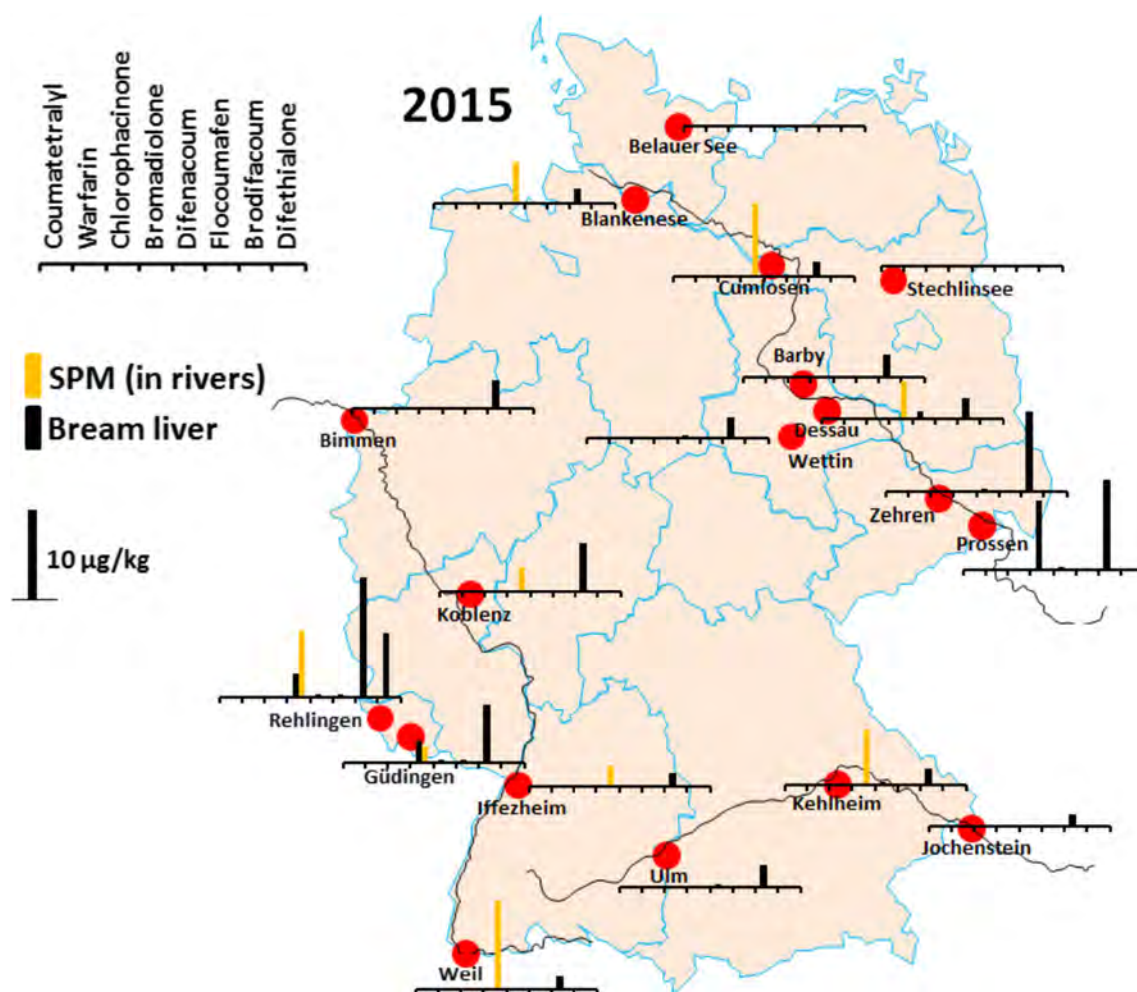 Coumatetralyl
Warfarin
Chlorophacinone
Bromadiolone
Difenacoum
Flocoumafen
Brodifacoum
Difethialone
2015
Belauer See
Blankenese
Cumlosen
Stechlinsee
SPM (in rivers)
Bream liver
10 µg/kg
Barby
Dessau
Wettin
Bimmen
Zehren
Prossen
Koblenz
Rehlingen
Güdingen
Iffezheim
Kehlheim
Jochenstein
Ulm
Weil